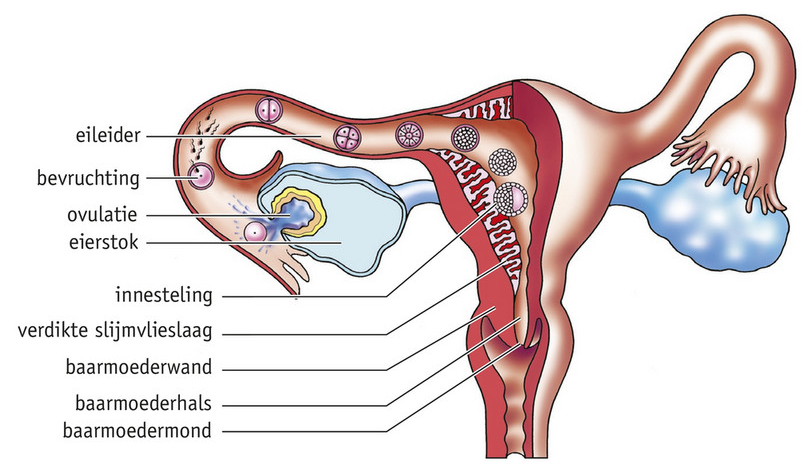 eileider
bevruchting
ovulatie
eierstok
innesteling
verdikte slijmvlieslaag
baarmoederwand
baarmoederhals
baarmoedermond